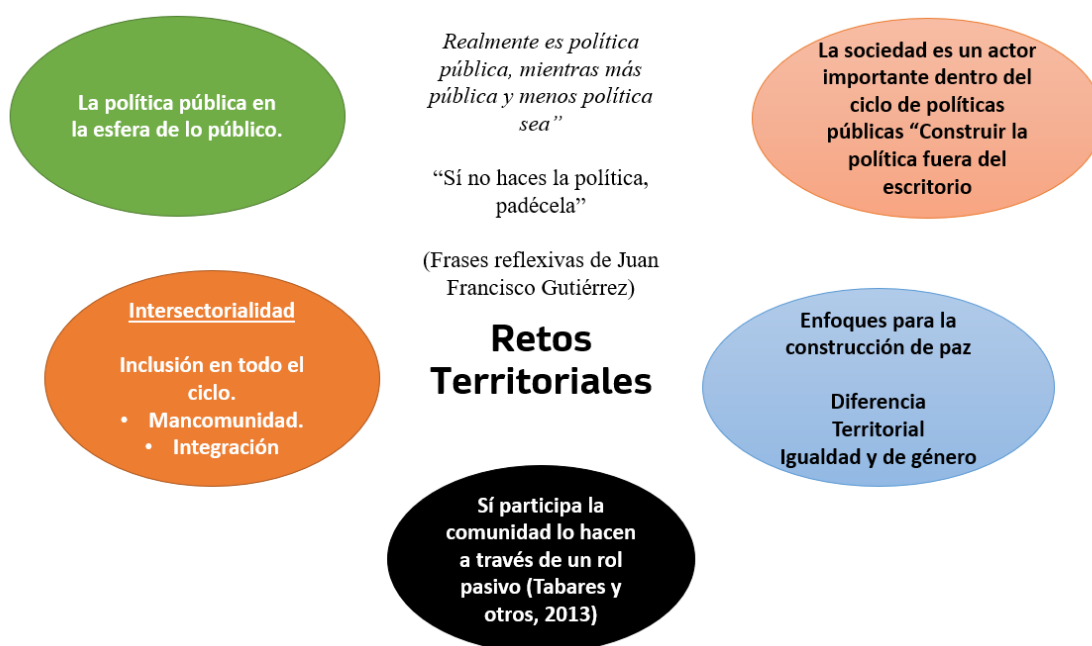 La política pública en
la esfera de lo público.
Realmente es política
pública, mientras más
pública y menos política
sea”
“Sí no haces la política,
padécela”
(Frases reflexivas de Juan
Francisco Gutiérrez)
La sociedad es un actor
importante dentro del
ciclo de políticas
públicas “Construir la
política fuera del
escritorio
Intersectorialidad
Inclusión en todo el
ciclo.
• Mancomunidad.
• Integración
Retos
Territoriales
Enfoques para la
construcción de paz
Diferencia
Territorial
Igualdad y de género
Sí participa la
comunidad lo hacen
a través de un rol
pasivo (Tabares y
otros, 2013)